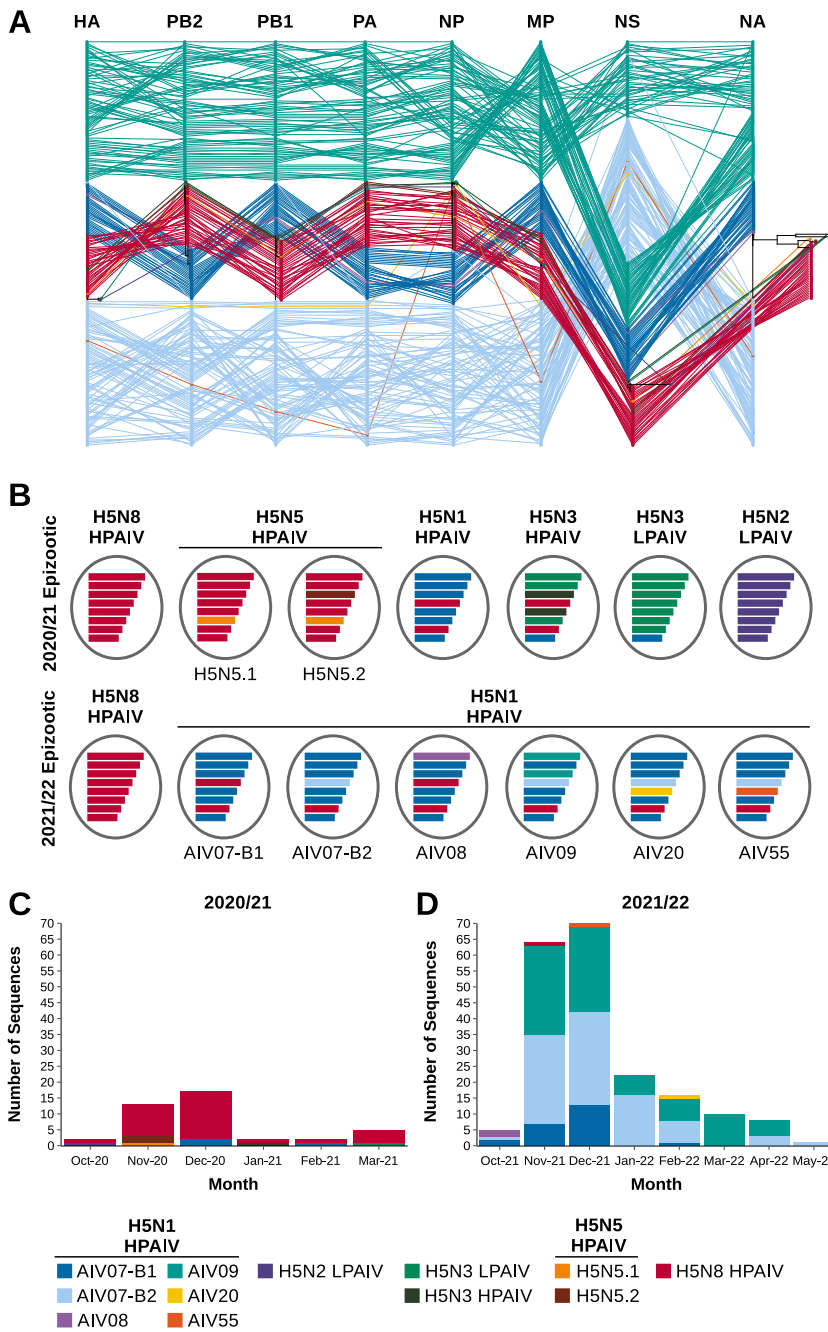 A
HA PB2 PB1 PA NP MP NS NA
B
2020/21 Epizootic
H5N8 HPAIV
H5N5 HPAIV
H5N1 HPAIV
H5N3 HPAIV
H5N3 LPAIV
H5N2 LPAIV
H5N5.1 H5N5.2
2021/22 Epizootic
H5N8 HPAIV
H5N1 HPAIV
AIV07-B1 AIV07-B2 AIV08 AIV09 AIV20 AIV55
C
2020/21
Number of Sequences
70
65
60
55
50
45
40
35
30
25
20
15
10
5
0
Oct-20 Nov-20 Dec-20 Jan-21 Feb-21 Mar-21
Month
D
2021/22
Number of Sequences
70
65
60
55
50
45
40
35
30
25
20
15
10
5
0
Oct-21 Nov-21 Dec-21 Jan-22 Feb-22 Mar-22 Apr-22 May-2
Month
H5N1
HPAIV
AIV07-B1 AIV09
AIV07-B2 AIV20
AIV08 AIV55
H5N2 LPAIV
H5N3 LPAIV
H5N3 HPAIV
H5N5
HPAIV
H5N5.1
H5N5.2
H5N8 HPAIV